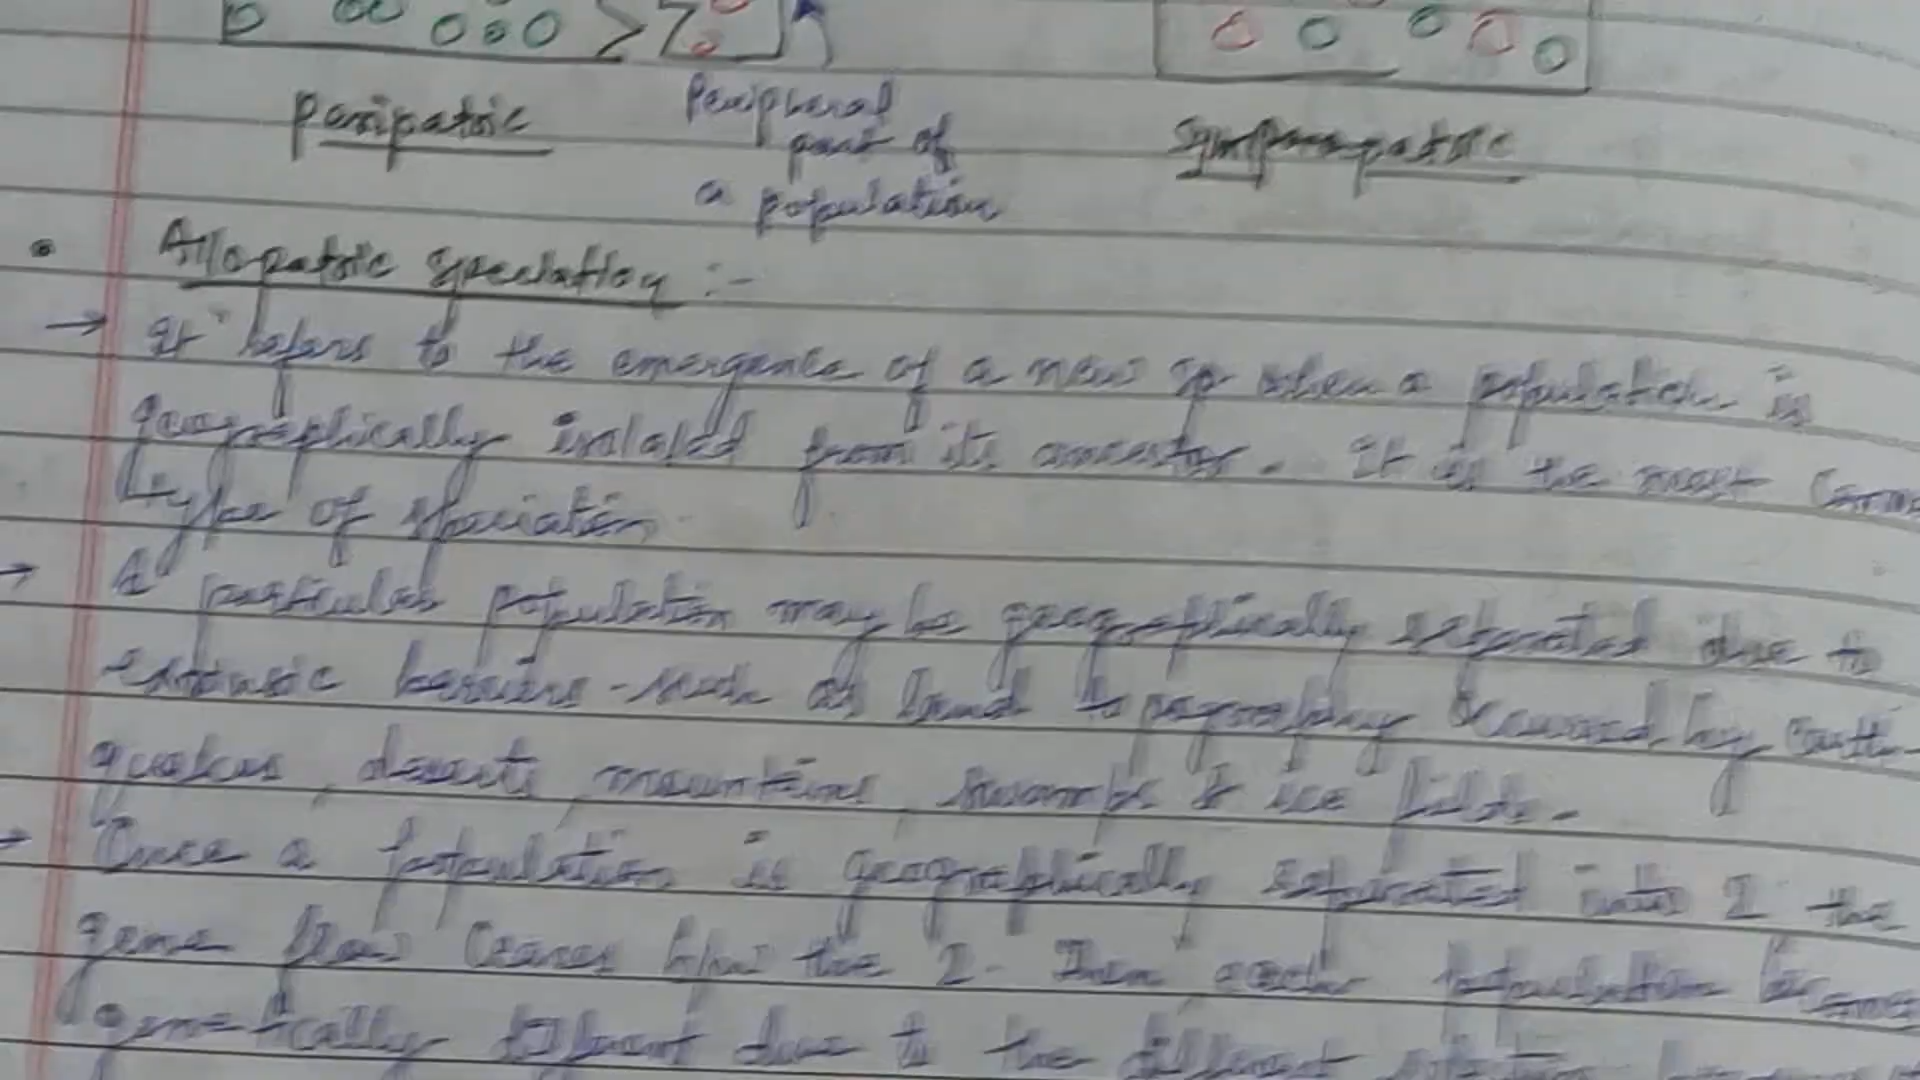 Peripatric
Peripheral
part of
a population
Sympatric
• Allopatric Speciation :-
→ It refers to the emergence of a new sp when a population is
geographically isolated from its ancestor. It is the most
type of speciation.
→ A particular population may be geographically separated due to
extrinsic barriers - such as land topography caused by earth-
quakes, deserts, mountains, swamps & ice fields.
→ Once a population is geographically separated into 2 the
gene flow ceases b/w the 2. Then each population becomes
genetically different due to the different